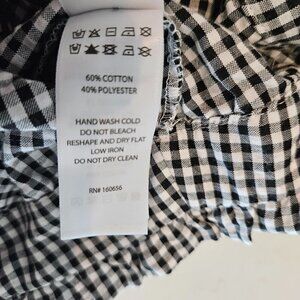 60% COTTON
40% POLYESTER
HAND WASH COLD
DO NOT BLEACH
RESHAPE AND DRY FLAT
LOW IRON
DO NOT DRY CLEAN
RN# 160656